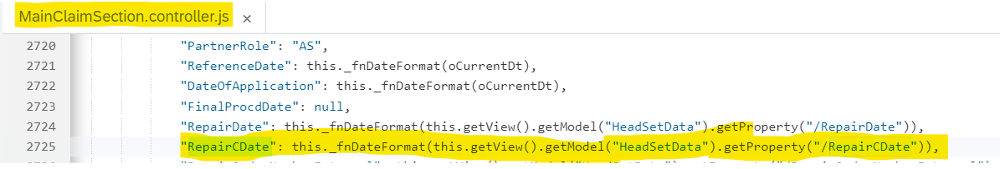 MainClaimSection.controller.js ×
2720 "PartnerRole": "AS",
2721 "ReferenceDate": this._fnDateFormat(oCurrentDt),
2722 "DateOfApplication": this._fnDateFormat(oCurrentDt),
2723 "FinalProcdDate": null,
2724 "RepairDate": this._fnDateFormat(this.getView().getModel("HeadSetData").getProperty("/RepairDate")),
2725 "RepairCDate": this._fnDateFormat(this.getView().getModel("HeadSetData").getProperty("/RepairCDate")),